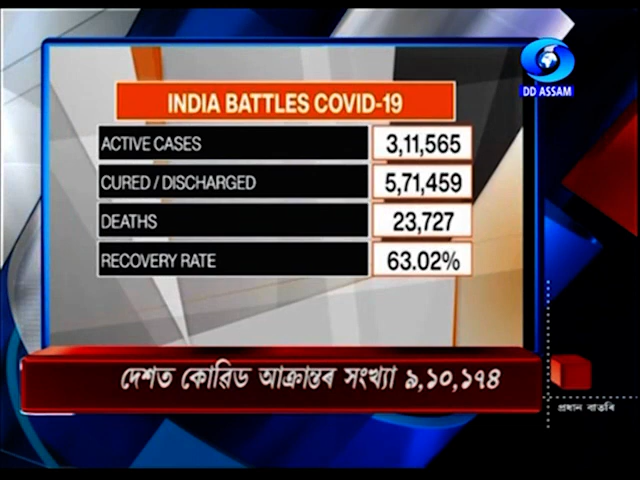 DD ASSAM
INDIA BATTLES COVID-19
ACTIVE CASES 3,11,565
CURED / DISCHARGED 5,71,459
DEATHS 23,727
RECOVERY RATE 63.02%
দেশত কোৱিড আক্ৰান্তৰ সংখ্যা ৯,১০,১৭৪
প্ৰধান বাতৰি